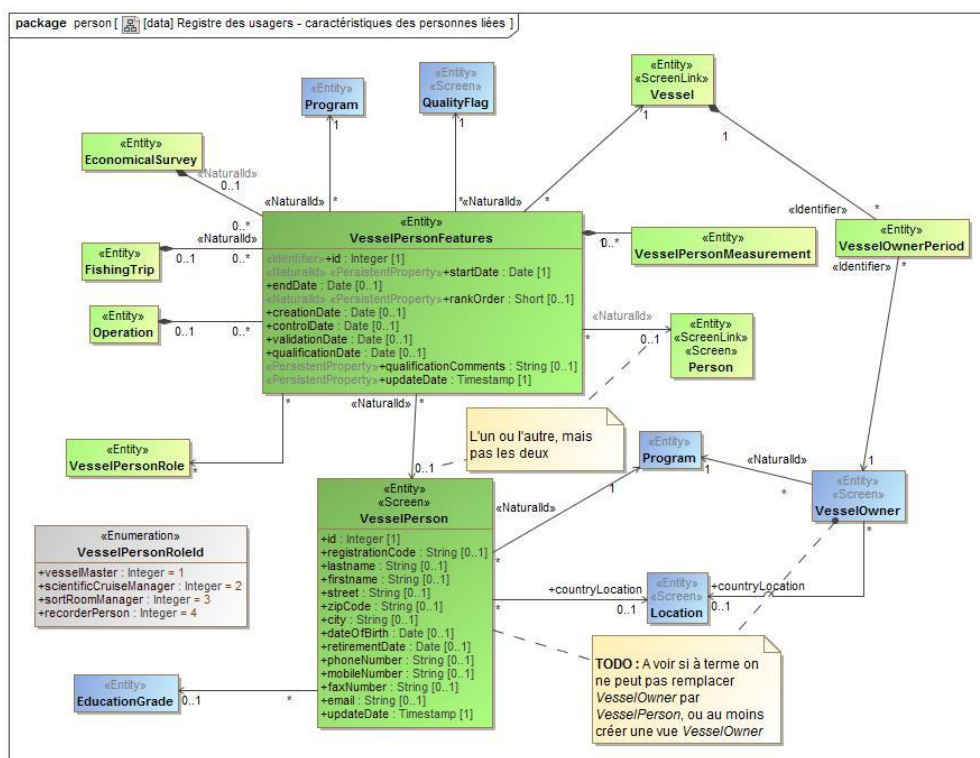 package person [ [data] Registre des usagers - caractéristiques des personnes liées ]
«Entity»
Program
1
«Entity»
«Screen»
QualityFlag
1
«Entity»
«ScreenLink»
Vessel
1
1
«Entity»
EconomicalSurvey
«NaturalId»
0..1
«NaturalId»
0..*
*
«NaturalId»
*
*
«Identifier»
*
«Entity»
VesselOwnerPeriod
«Identifier»
*
«Entity»
FishingTrip
0..1
«NaturalId»
0..*
«Entity»
Operation
0..1
0..*
«Entity»
VesselPersonFeatures
«Identifier»+id : Integer [1]
«NaturalId» «PersistentProperty»+startDate : Date [1]
+endDate : Date [0..1]
«NaturalId» «PersistentProperty»+rankOrder : Short [0..1]
+creationDate : Date [0..1]
+controlDate : Date [0..1]
+validationDate : Date [0..1]
+qualificationDate : Date [0..1]
«PersistentProperty»+qualificationComments : String [0..1]
«PersistentProperty»+updateDate : Timestamp [1]
1
0..*
«Entity»
VesselPersonMeasurement
«NaturalId»
*
0..1
«Entity»
«ScreenLink»
«Screen»
Person
*
«NaturalId»
*
0..1
L'un ou l'autre, mais
pas les deux
«Entity»
VesselPersonRole
*
«Entity»
Program
1
1
«NaturalId»
*
1
«Entity»
«Screen»
VesselOwner
*
«Entity»
«Screen»
VesselPerson
+id : Integer [1]
+registrationCode : String [0..1]
+lastname : String [0..1]
+firstname : String [0..1]
+street : String [0..1]
+zipCode : String [0..1]
+city : String [0..1]
+dateOfBirth : Date [0..1]
+retirementDate : Date [0..1]
+phoneNumber : String [0..1]
+mobileNumber : String [0..1]
+faxNumber : String [0..1]
+email : String [0..1]
+updateDate : Timestamp [1]
«NaturalId»
*
+countryLocation
*
0..1
«Entity»
«Screen»
Location
+countryLocation
0..1
«Enumeration»
VesselPersonRoleId
+vesselMaster : Integer = 1
+scientificCruiseManager : Integer = 2
+sortRoomManager : Integer = 3
+recorderPerson : Integer = 4
«Entity»
EducationGrade
0..1
*
TODO : A voir si à terme on
ne peut pas remplacer
VesselOwner par
VesselPerson, ou au moins
créer une vue VesselOwner